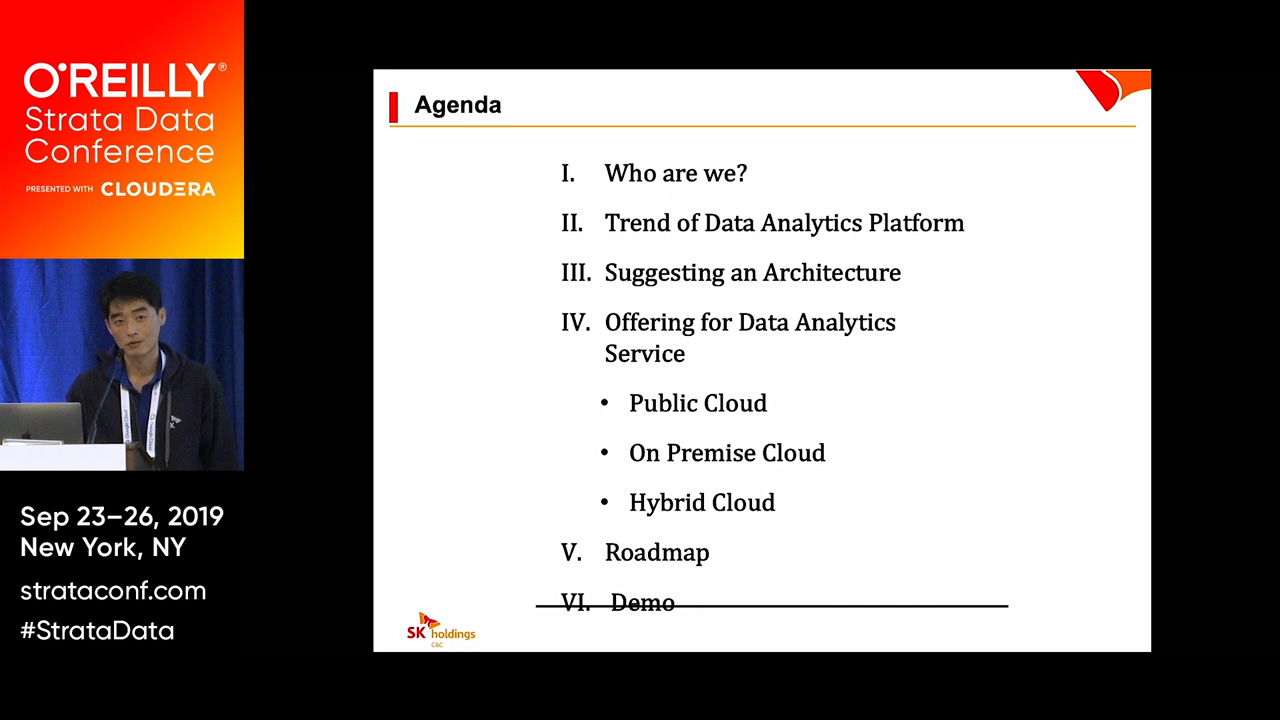 O'REILLY®
Strata Data
Conference
PRESENTED WITH CLOUDERA
Sep 23–26, 2019
New York, NY
strataconf.com
#StrataData
Agenda
I. Who are we?
II. Trend of Data Analytics Platform
III. Suggesting an Architecture
IV. Offering for Data Analytics
Service
• Public Cloud
• On Premise Cloud
• Hybrid Cloud
V. Roadmap
VI. Demo
SK holdings
C&C